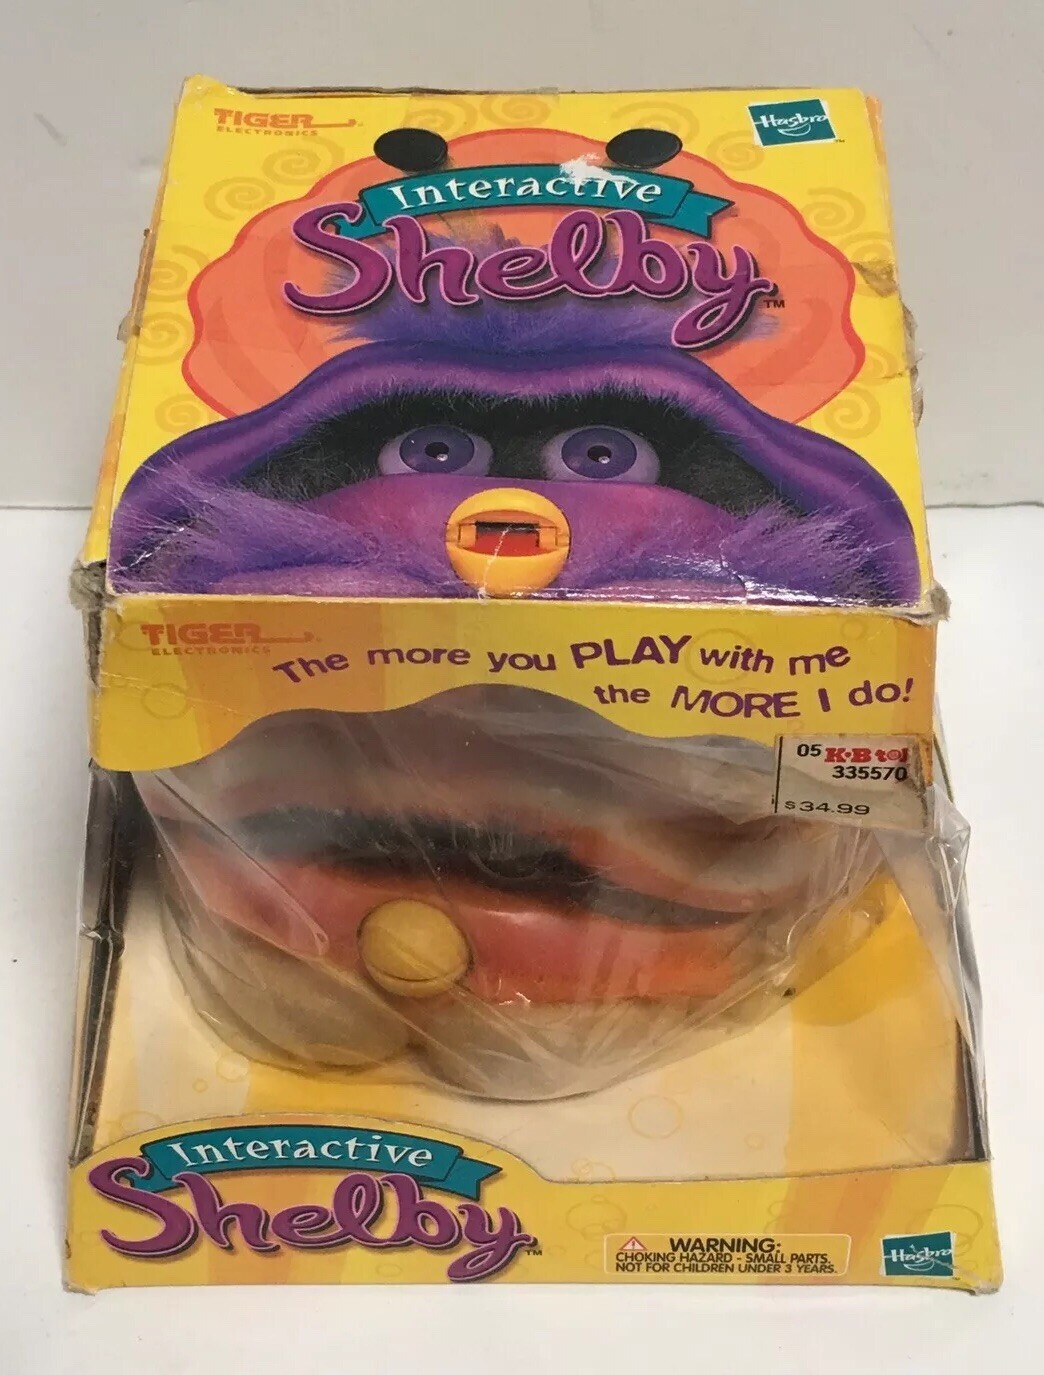 TIGER
ELECTRONICS
Hasbro
TM
Interactive
Shelby
TM
TIGER
ELECTRONICS
The more you PLAY with me
the MORE I do!
05 K·B
335570
$34.99
Interactive
Shelby
TM
WARNING:
CHOKING HAZARD - SMALL PARTS.
NOT FOR CHILDREN UNDER 3 YEARS.
Hasbro